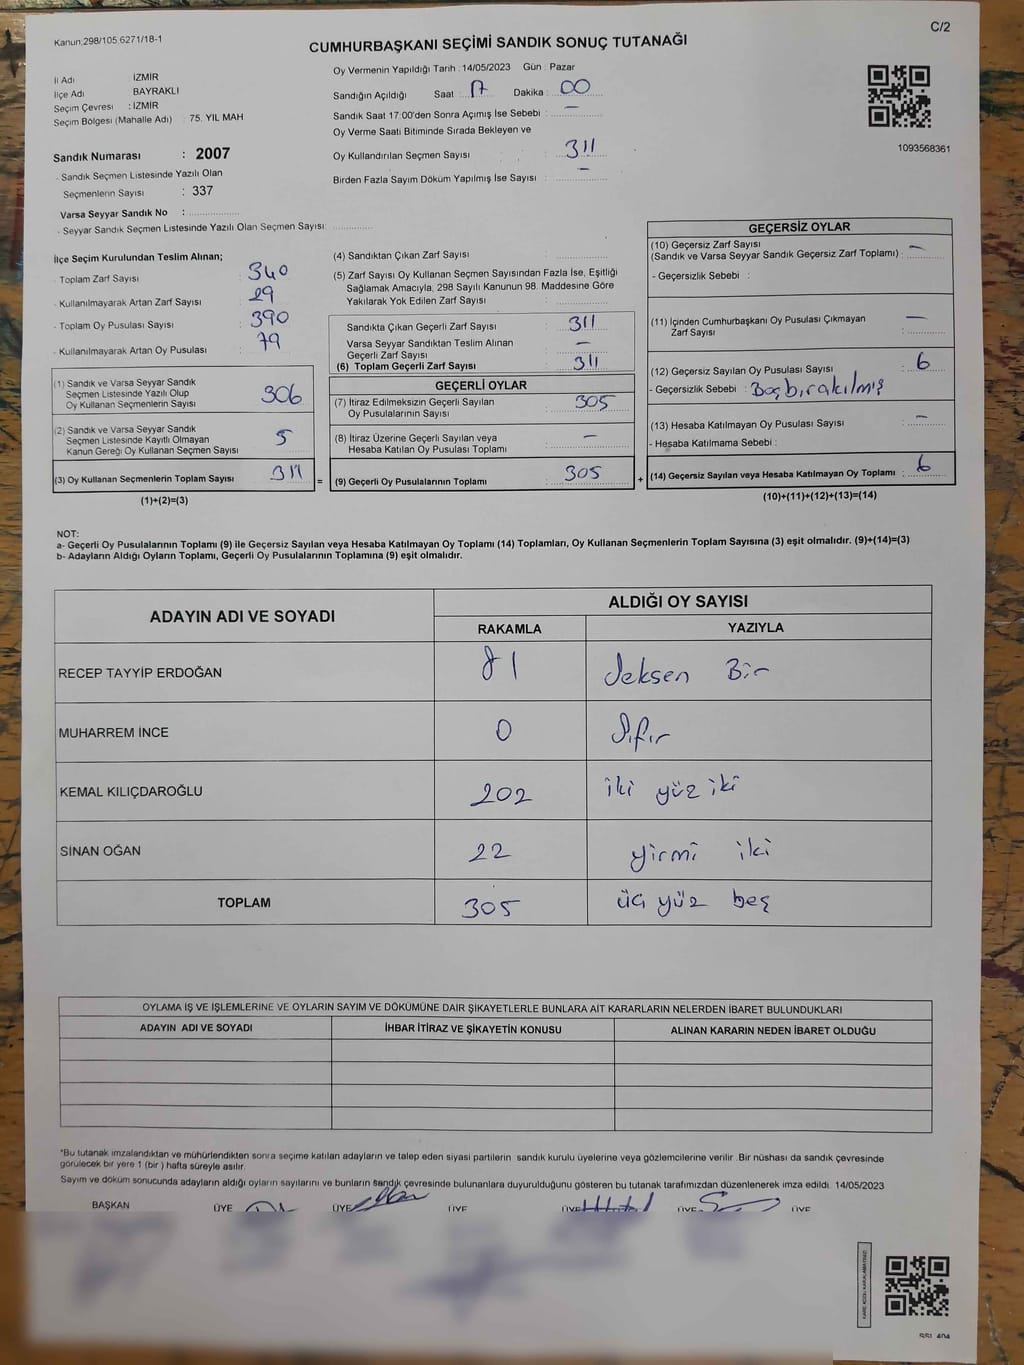 Kanun.298/105.6271/18-1
C/2
CUMHURBAŞKANI SEÇİMİ SANDIK SONUÇ TUTANAĞI
İl Adı İZMİR
İlçe Adı BAYRAKLI
Seçim Çevresi : İZMİR
Seçim Bölgesi (Mahalle Adı) : 75. YIL MAH
Sandık Numarası : 2007
- Sandık Seçmen Listesinde Yazılı Olan
Seçmenlerin Sayısı : 337
Varsa Seyyar Sandık No :
- Seyyar Sandık Seçmen Listesinde Yazılı Olan Seçmen Sayısı:
Oy Vermenin Yapıldığı Tarih : 14/05/2023 Gün : Pazar
Sandığın Açıldığı Saat : 17 Dakika : 00
Sandık Saat 17:00'den Sonra Açımış İse Sebebi : —
Oy Verme Saati Bitiminde Sırada Bekleyen ve
Oy Kullandırılan Seçmen Sayısı : 311
Birden Fazla Sayım Döküm Yapılmış İse Sayısı : —
1093568361
İlçe Seçim Kurulundan Teslim Alınan;
- Toplam Zarf Sayısı : 340
- Kullanılmayarak Artan Zarf Sayısı : 29
- Toplam Oy Pusulası Sayısı : 390
- Kullanılmayarak Artan Oy Pusulası : 79
(1) Sandık ve Varsa Seyyar Sandık
Seçmen Listesinde Yazılı Olup
Oy Kullanan Seçmenlerin Sayısı : 306
(2) Sandık ve Varsa Seyyar Sandık
Seçmen Listesinde Kayıtlı Olmayan
Kanun Gereği Oy Kullanan Seçmen Sayısı : 5
(3) Oy Kullanan Seçmenlerin Toplam Sayısı : 311
(1)+(2)=(3)
=
(4) Sandıktan Çıkan Zarf Sayısı :
(5) Zarf Sayısı Oy Kullanan Seçmen Sayısından Fazla İse, Eşitliği
Sağlamak Amacıyla, 298 Sayılı Kanunun 98. Maddesine Göre
Yakılarak Yok Edilen Zarf Sayısı :
Sandıkta Çıkan Geçerli Zarf Sayısı : 311
Varsa Seyyar Sandıktan Teslim Alınan
Geçerli Zarf Sayısı : —
(6) Toplam Geçerli Zarf Sayısı : 311
GEÇERLİ OYLAR
(7) İtiraz Edilmeksizin Geçerli Sayılan
Oy Pusulalarının Sayısı : 305
(8) İtiraz Üzerine Geçerli Sayılan veya
Hesaba Katılan Oy Pusulası Toplamı : —
(9) Geçerli Oy Pusulalarının Toplamı : 305
+
GEÇERSİZ OYLAR
(10) Geçersiz Zarf Sayısı
(Sandık ve Varsa Seyyar Sandık Geçersiz Zarf Toplamı) : —
- Geçersizlik Sebebi :
(11) İçinden Cumhurbaşkanı Oy Pusulası Çıkmayan
Zarf Sayısı : —
(12) Geçersiz Sayılan Oy Pusulası Sayısı : 6
- Geçersizlik Sebebi : Boş bırakılmış
(13) Hesaba Katılmayan Oy Pusulası Sayısı : —
- Hesaba Katılmama Sebebi :
(14) Geçersiz Sayılan veya Hesaba Katılmayan Oy Toplamı : 6
(10)+(11)+(12)+(13)=(14)
NOT:
a- Geçerli Oy Pusulalarının Toplamı (9) ile Geçersiz Sayılan veya Hesaba Katılmayan Oy Toplamı (14) Toplamları, Oy Kullanan Seçmenlerin Toplam Sayısına (3) eşit olmalıdır. (9)+(14)=(3)
b- Adayların Aldığı Oyların Toplamı, Geçerli Oy Pusulalarının Toplamına (9) eşit olmalıdır.
ADAYIN ADI VE SOYADI
ALDIĞI OY SAYISI
RAKAMLA YAZIYLA
RECEP TAYYİP ERDOĞAN 81 Seksen Bir
MUHARREM İNCE 0 Sıfır
KEMAL KILIÇDAROĞLU 202 iki yüz iki
SİNAN OĞAN 22 yirmi iki
TOPLAM 305 üç yüz beş
OYLAMA İŞ VE İŞLEMLERİNE VE OYLARIN SAYIM VE DÖKÜMÜNE DAİR ŞİKAYETLERLE BUNLARA AİT KARARLARIN NELERDEN İBARET BULUNDUKLARI
ADAYIN ADI VE SOYADI İHBAR İTİRAZ VE ŞİKAYETİN KONUSU ALINAN KARARIN NEDEN İBARET OLDUĞU
*Bu tutanak imzalandıktan ve mühürlendikten sonra seçime katılan adayların ve talep eden siyasi partilerin sandık kurulu üyelerine veya gözlemcilerine verilir .Bir nüshası da sandık çevresinde
görülecek bir yere 1 (bir ) hafta süreyle asılır.
Sayım ve döküm sonucunda adayların aldığı oyların sayılarını ve bunların sandık çevresinde bulunanlara duyurulduğunu gösteren bu tutanak tarafımızdan düzenlenerek imza edildi. 14/05/2023
BAŞKAN ÜYE ÜYE ÜYE ÜYE ÜYE ÜYE